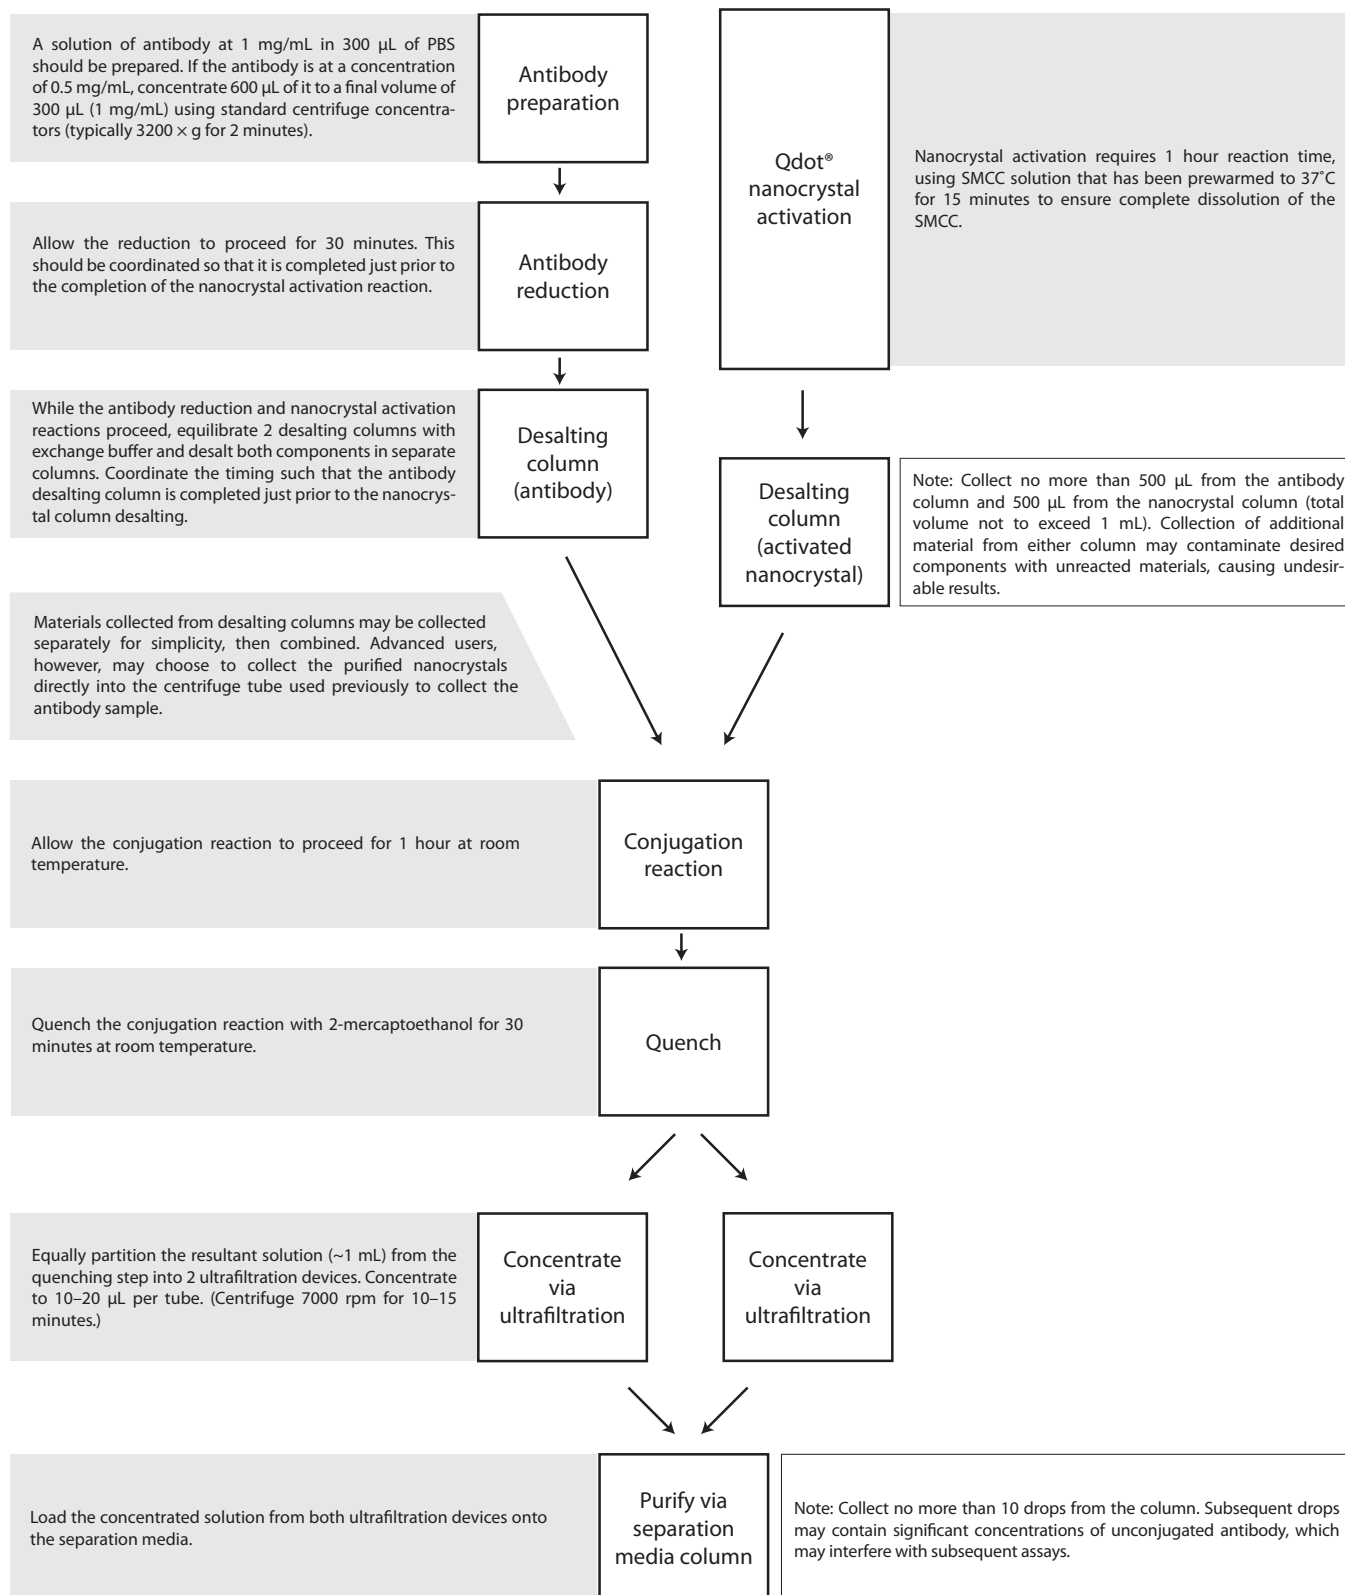 A solution of antibody at 1 mg/mL in 300 µL of PBS
should be prepared. If the antibody is at a concentration
of 0.5 mg/mL, concentrate 600 µL of it to a final volume of
300 µL (1 mg/mL) using standard centrifuge concentra-
tors (typically 3200 × g for 2 minutes).
Antibody
preparation
Qdot®
nanocrystal
activation
Nanocrystal activation requires 1 hour reaction time,
using SMCC solution that has been prewarmed to 37˚C
for 15 minutes to ensure complete dissolution of the
SMCC.
Allow the reduction to proceed for 30 minutes. This
should be coordinated so that it is completed just prior to
the completion of the nanocrystal activation reaction.
Antibody
reduction
While the antibody reduction and nanocrystal activation
reactions proceed, equilibrate 2 desalting columns with
exchange buffer and desalt both components in separate
columns. Coordinate the timing such that the antibody
desalting column is completed just prior to the nanocrys-
tal column desalting.
Desalting
column
(antibody)
Desalting
column
(activated
nanocrystal)
Note: Collect no more than 500 µL from the antibody
column and 500 µL from the nanocrystal column (total
volume not to exceed 1 mL). Collection of additional
material from either column may contaminate desired
components with unreacted materials, causing undesir-
able results.
Materials collected from desalting columns may be collected
separately for simplicity, then combined. Advanced users,
however, may choose to collect the purified nanocrystals
directly into the centrifuge tube used previously to collect the
antibody sample.
Allow the conjugation reaction to proceed for 1 hour at room
temperature.
Conjugation
reaction
Quench the conjugation reaction with 2-mercaptoethanol for 30
minutes at room temperature.
Quench
Equally partition the resultant solution (~1 mL) from the
quenching step into 2 ultrafiltration devices. Concentrate
to 10–20 µL per tube. (Centrifuge 7000 rpm for 10–15
minutes.)
Concentrate
via
ultrafiltration
Concentrate
via
ultrafiltration
Load the concentrated solution from both ultrafiltration devices onto
the separation media.
Purify via
separation
media column
Note: Collect no more than 10 drops from the column. Subsequent drops
may contain significant concentrations of unconjugated antibody, which
may interfere with subsequent assays.